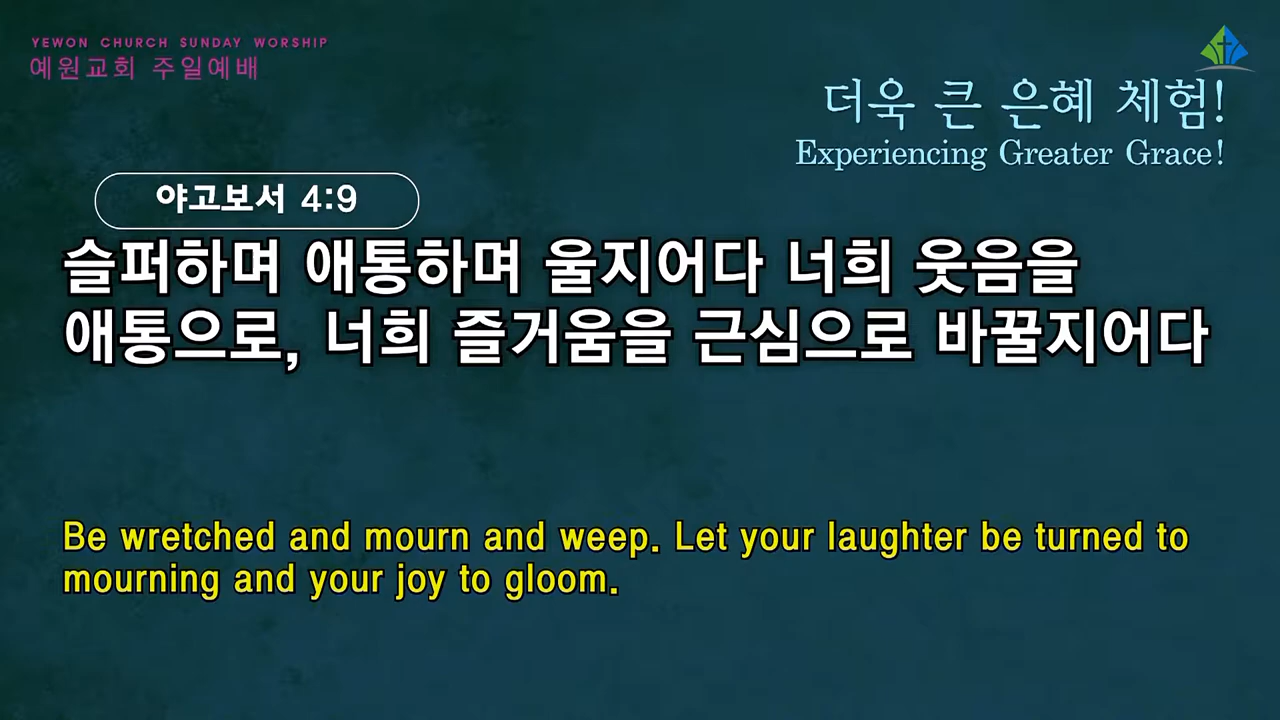 YEWON CHURCH SUNDAY WORSHIP
예원교회 주일예배
더욱 큰 은혜 체험!
Experiencing Greater Grace!
야고보서 4:9
슬퍼하며 애통하며 울지어다 너희 웃음을
애통으로, 너희 즐거움을 근심으로 바꿀지어다
Be wretched and mourn and weep. Let your laughter be turned to
mourning and your joy to gloom.